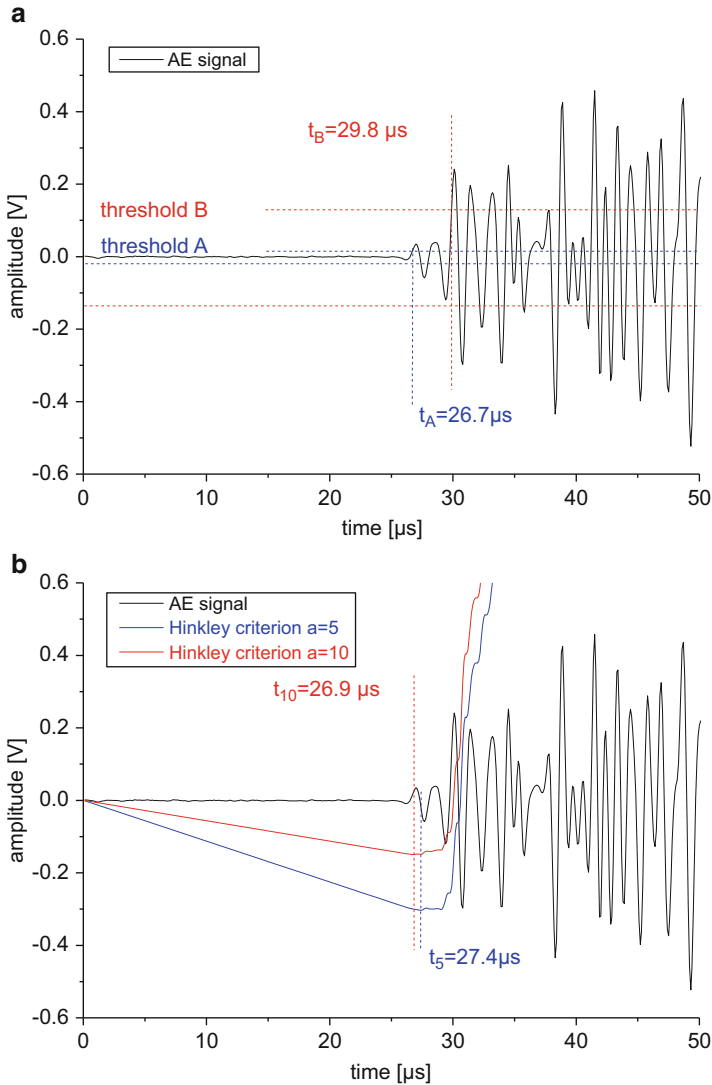 a
AE signal
t_B=29.8 µs
threshold B
threshold A
t_A=26.7µs
amplitude [V]
0.6
0.4
0.2
0.0
-0.2
-0.4
-0.6
0
10
20
30
40
50
time [µs]
b
AE signal
Hinkley criterion a=5
Hinkley criterion a=10
t_10=26.9 µs
t_5=27.4µs
amplitude [V]
0.6
0.4
0.2
0.0
-0.2
-0.4
-0.6
0
10
20
30
40
50
time [µs]